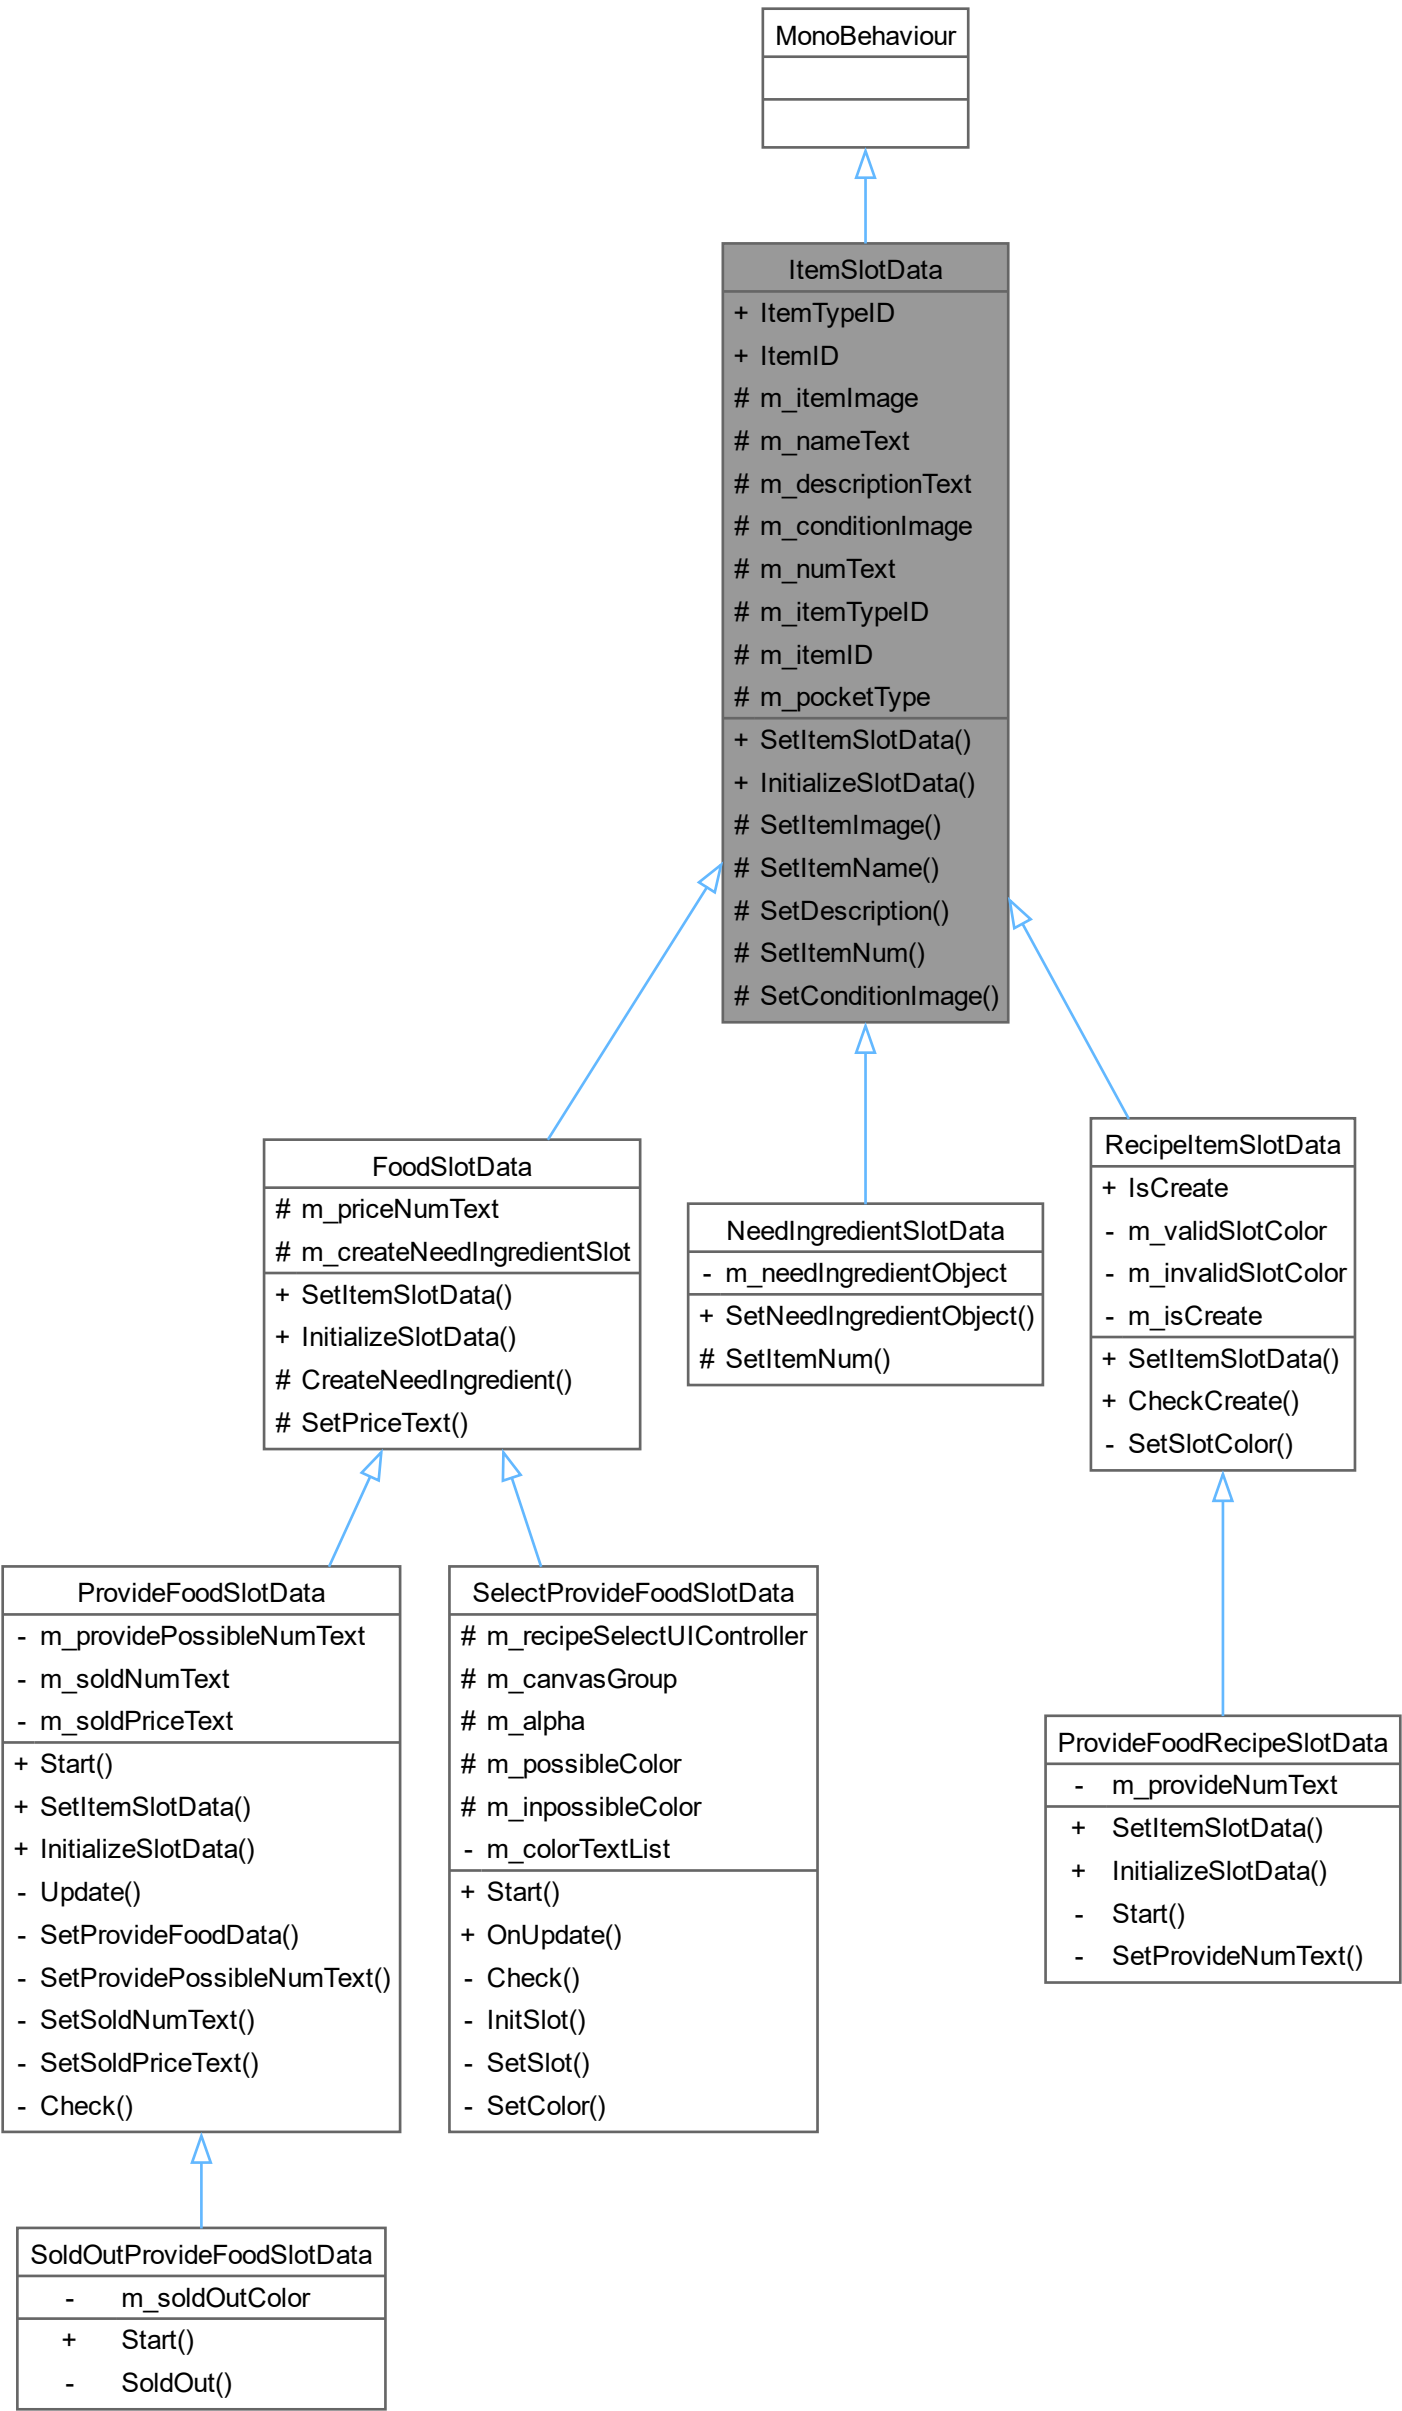 MonoBehaviour
ItemSlotData
+ ItemTypeID
+ ItemID
# m_itemImage
# m_nameText
# m_descriptionText
# m_conditionImage
# m_numText
# m_itemTypeID
# m_itemID
# m_pocketType
+ SetItemSlotData()
+ InitializeSlotData()
# SetItemImage()
# SetItemName()
# SetDescription()
# SetItemNum()
# SetConditionImage()
FoodSlotData
# m_priceNumText
# m_createNeedIngredientSlot
+ SetItemSlotData()
+ InitializeSlotData()
# CreateNeedIngredient()
# SetPriceText()
NeedIngredientSlotData
- m_needIngredientObject
+ SetNeedIngredientObject()
# SetItemNum()
RecipeItemSlotData
+ IsCreate
- m_validSlotColor
- m_invalidSlotColor
- m_isCreate
+ SetItemSlotData()
+ CheckCreate()
- SetSlotColor()
ProvideFoodSlotData
- m_providePossibleNumText
- m_soldNumText
- m_soldPriceText
+ Start()
+ SetItemSlotData()
+ InitializeSlotData()
- Update()
- SetProvideFoodData()
- SetProvidePossibleNumText()
- SetSoldNumText()
- SetSoldPriceText()
- Check()
SelectProvideFoodSlotData
# m_recipeSelectUIController
# m_canvasGroup
# m_alpha
# m_possibleColor
# m_inpossibleColor
- m_colorTextList
+ Start()
+ OnUpdate()
- Check()
- InitSlot()
- SetSlot()
- SetColor()
ProvideFoodRecipeSlotData
- m_provideNumText
+ SetItemSlotData()
+ InitializeSlotData()
- Start()
- SetProvideNumText()
SoldOutProvideFoodSlotData
- m_soldOutColor
+ Start()
- SoldOut()